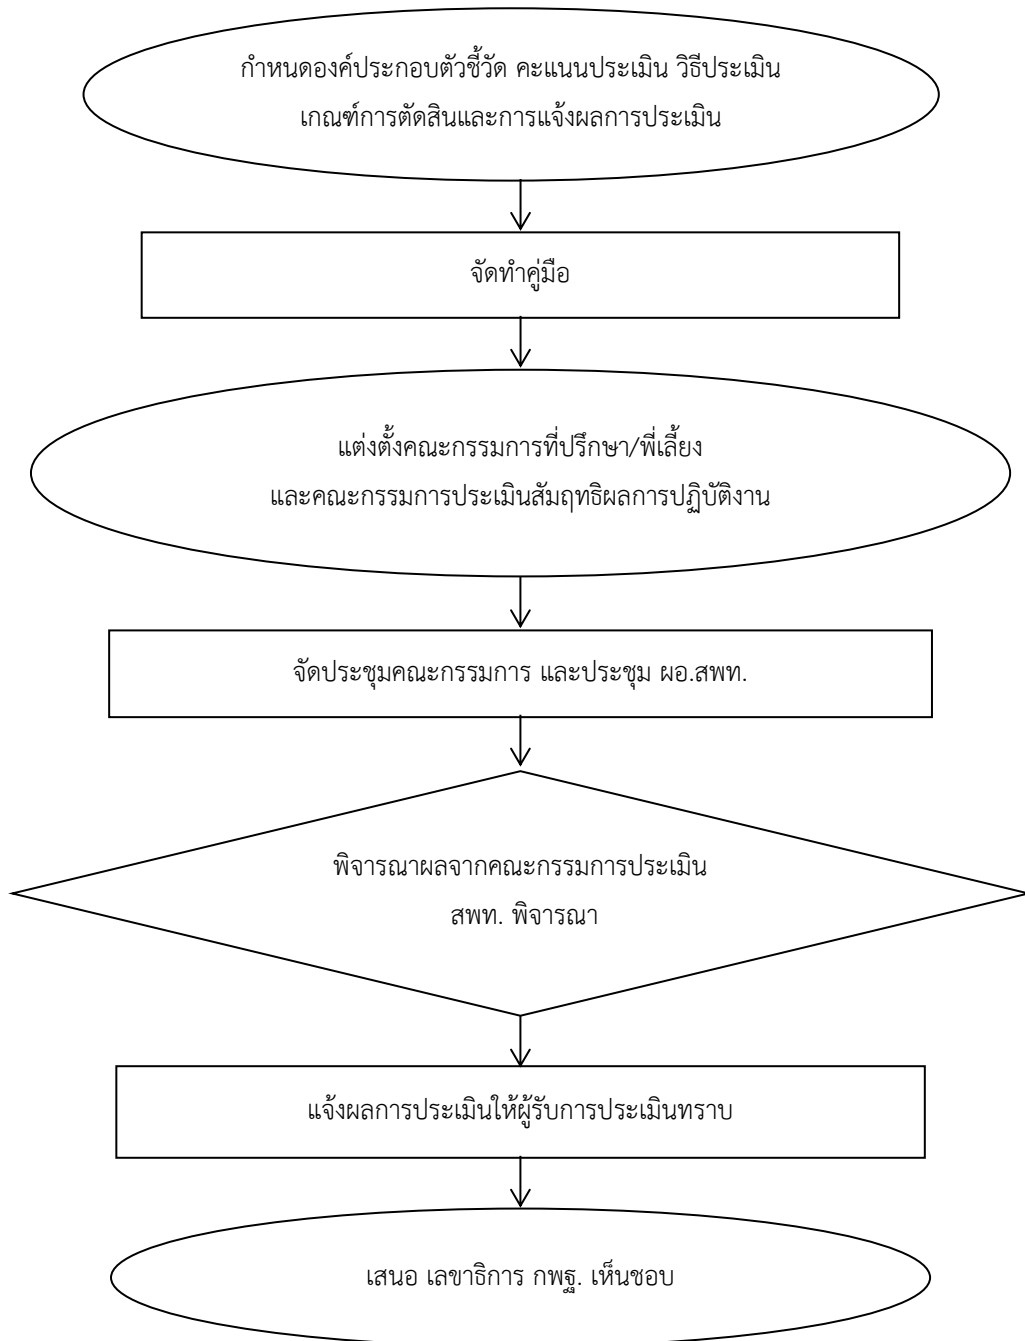 กำหนดองค์ประกอบตัวชี้วัด คะแนนประเมิน วิธีประเมิน
เกณฑ์การตัดสินและการแจ้งผลการประเมิน
จัดทำคู่มือ
แต่งตั้งคณะกรรมการที่ปรึกษา/พี่เลี้ยง
และคณะกรรมการประเมินสัมฤทธิผลการปฏิบัติงาน
จัดประชุมคณะกรรมการ และประชุม ผอ.สพท.
พิจารณาผลจากคณะกรรมการประเมิน
สพท. พิจารณา
แจ้งผลการประเมินให้ผู้รับการประเมินทราบ
เสนอ เลขาธิการ กพฐ. เห็นชอบ